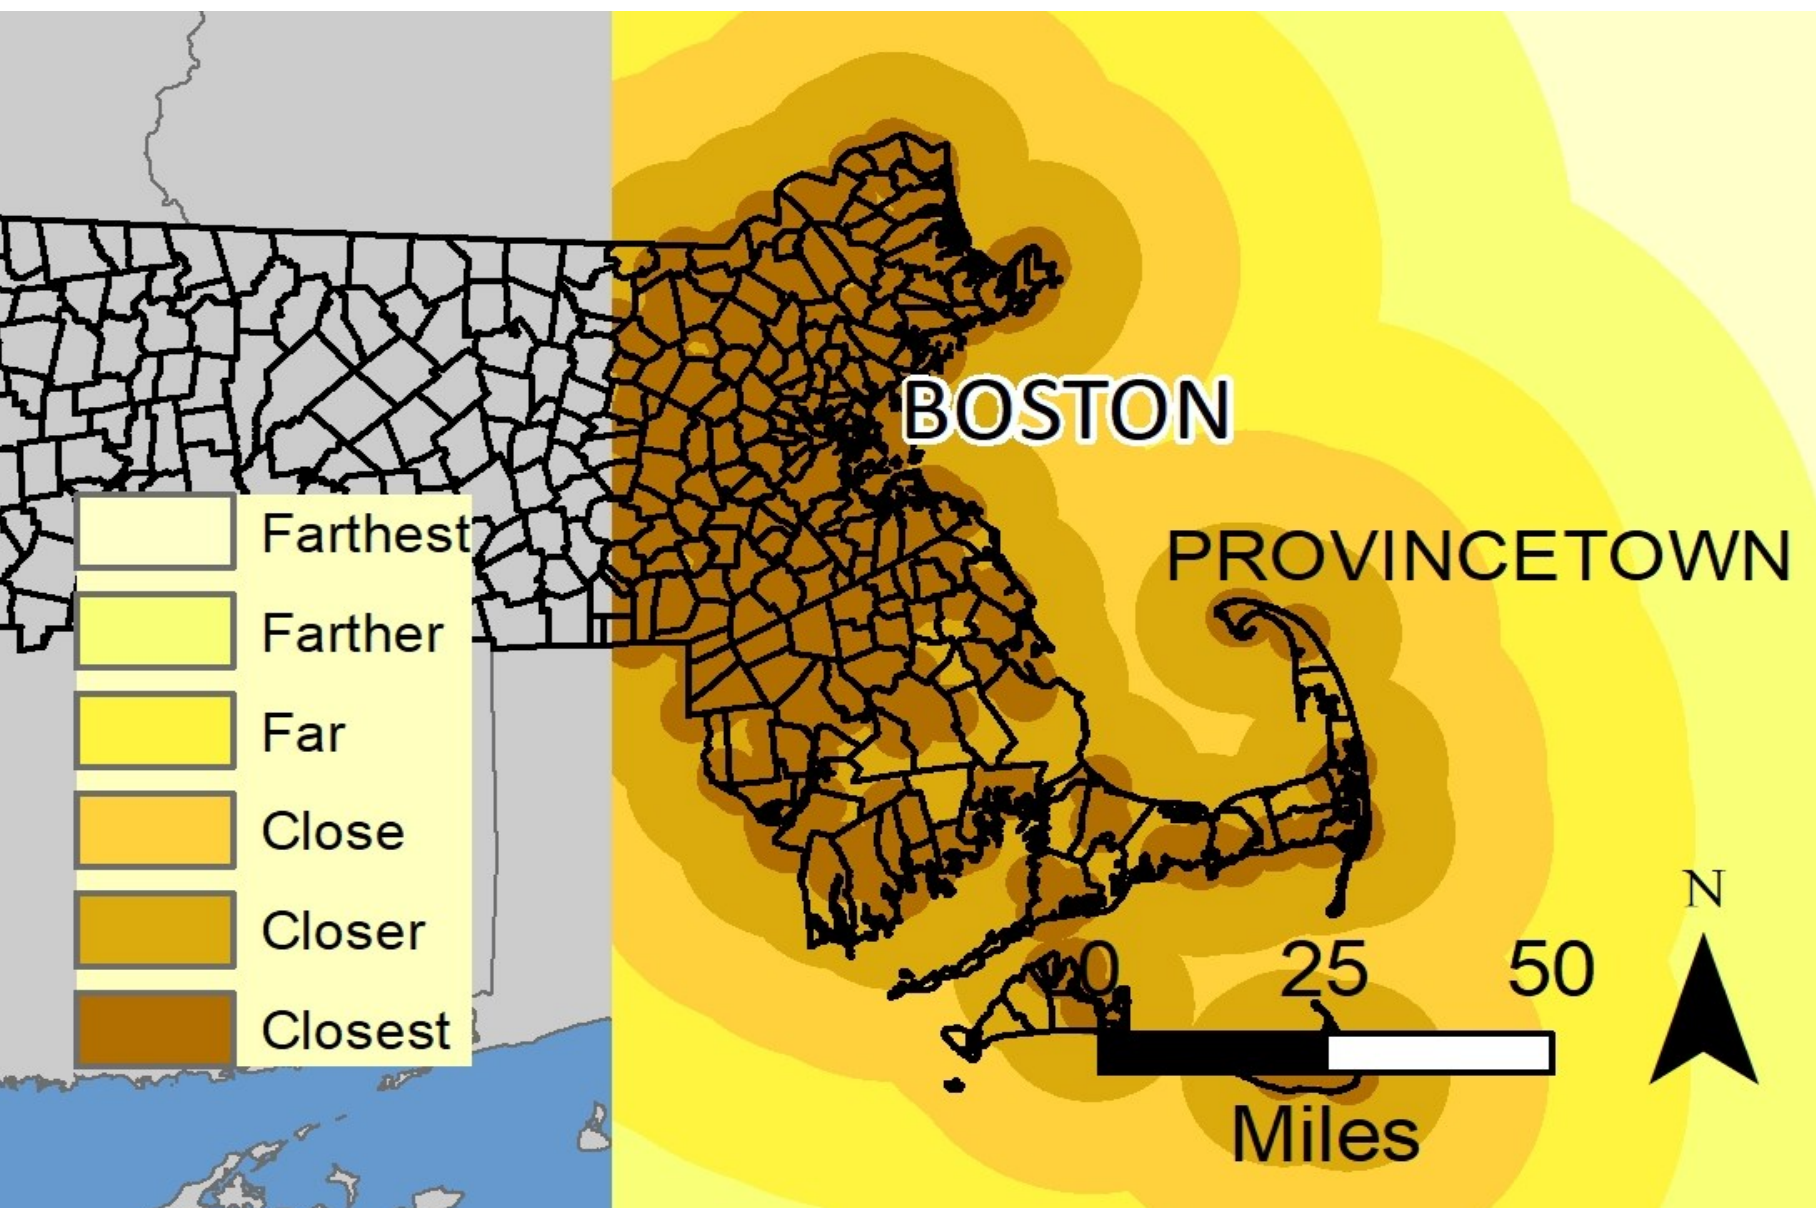 BOSTON
PROVINCETOWN
Farthest
Farther
Far
Close
Closer
Closest
N
0 25 50
Miles